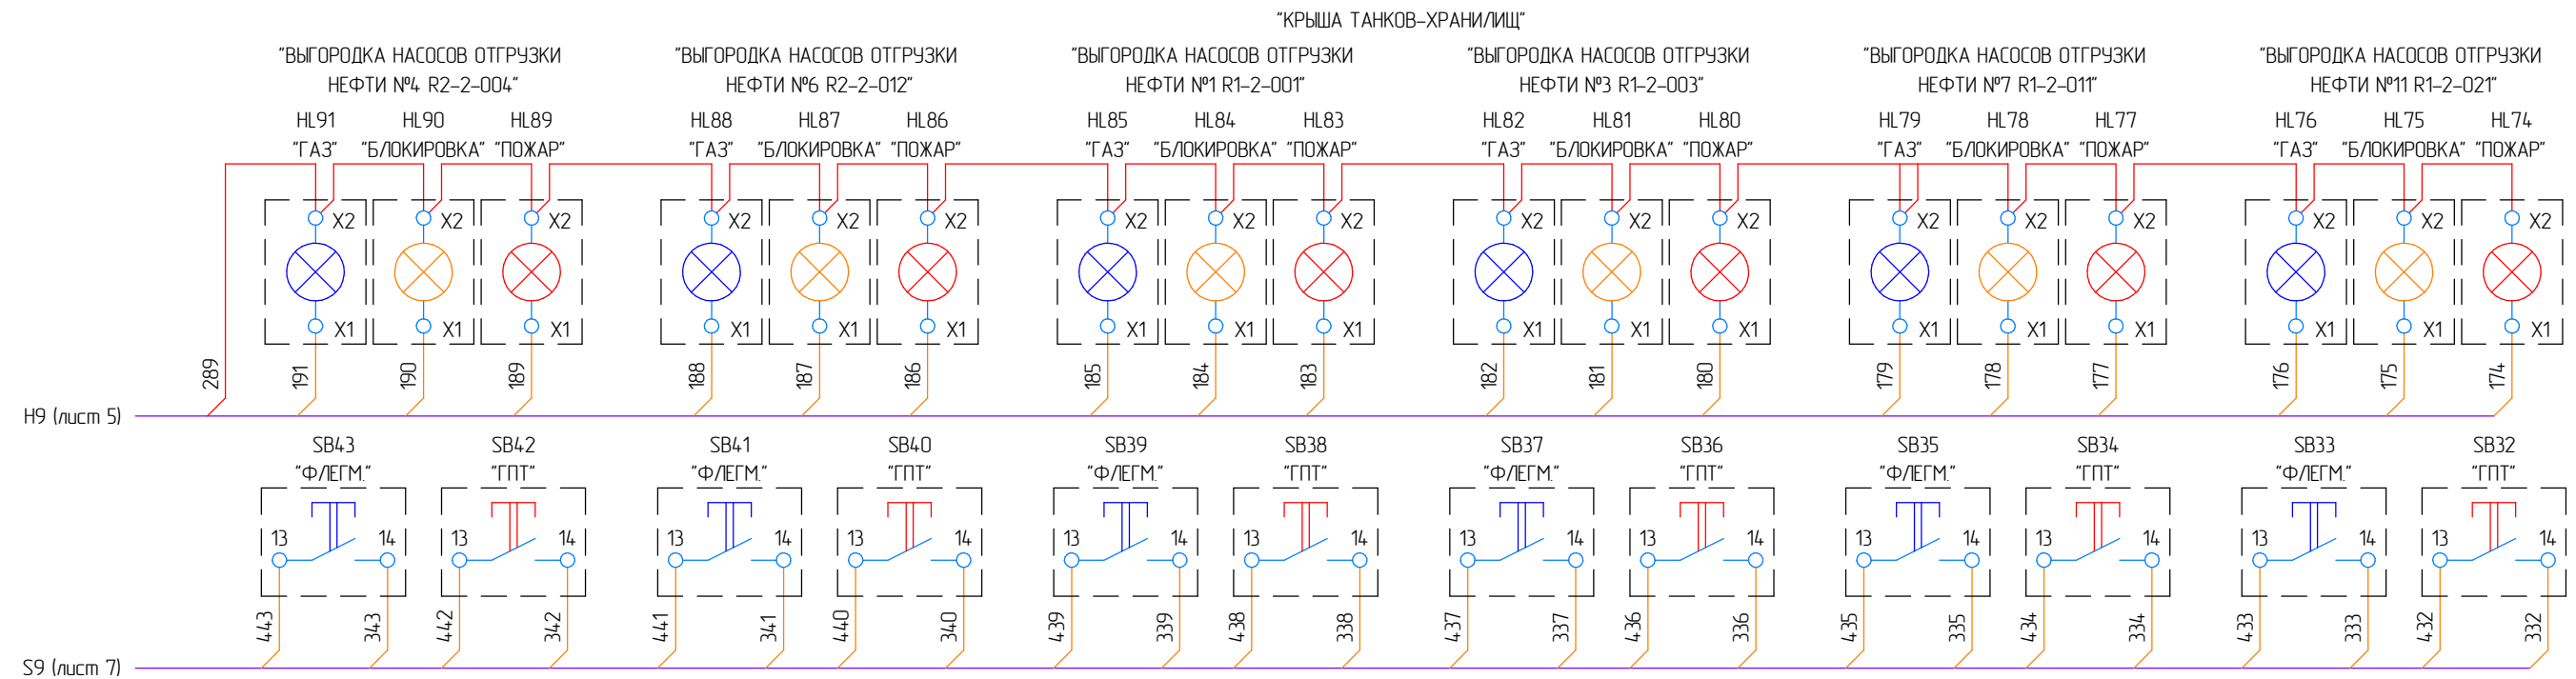 "КРЫША ТАНКОВ-ХРАНИЛИЩ"
"ВЫГОРОДКА НАСОСОВ ОТГРУЗКИ "ВЫГОРОДКА НАСОСОВ ОТГРУЗКИ "ВЫГОРОДКА НАСОСОВ ОТГРУЗКИ "ВЫГОРОДКА НАСОСОВ ОТГРУЗКИ "ВЫГОРОДКА НАСОСОВ ОТГРУЗКИ "ВЫГОРОДКА НАСОСОВ ОТГРУЗКИ
НЕФТИ №4 R2-2-004" НЕФТИ №6 R2-2-012" НЕФТИ №1 R1-2-001" НЕФТИ №3 R1-2-003" НЕФТИ №7 R1-2-011" НЕФТИ №11 R1-2-021"
HL91 HL90 HL89 HL88 HL87 HL86 HL85 HL84 HL83 HL82 HL81 HL80 HL79 HL78 HL77 HL76 HL75 HL74
"ГАЗ" "БЛОКИРОВКА" "ПОЖАР" "ГАЗ" "БЛОКИРОВКА" "ПОЖАР" "ГАЗ" "БЛОКИРОВКА" "ПОЖАР" "ГАЗ" "БЛОКИРОВКА" "ПОЖАР" "ГАЗ" "БЛОКИРОВКА" "ПОЖАР" "ГАЗ" "БЛОКИРОВКА" "ПОЖАР"
X2 X2 X2 X2 X2 X2 X2 X2 X2 X2 X2 X2 X2 X2 X2 X2 X2 X2
X1 X1 X1 X1 X1 X1 X1 X1 X1 X1 X1 X1 X1 X1 X1 X1 X1 X1
289 191 190 189 188 187 186 185 184 183 182 181 180 179 178 177 176 175 174
H9 (лист 5)
SB43 SB42 SB41 SB40 SB39 SB38 SB37 SB36 SB35 SB34 SB33 SB32
"ФЛЕГМ." "ГПТ" "ФЛЕГМ." "ГПТ" "ФЛЕГМ." "ГПТ" "ФЛЕГМ." "ГПТ" "ФЛЕГМ." "ГПТ" "ФЛЕГМ." "ГПТ"
13 14 13 14 13 14 13 14 13 14 13 14 13 14 13 14 13 14 13 14 13 14 13 14
443 343 442 342 441 341 440 340 439 339 438 338 437 337 436 336 435 335 434 334 433 333 432 332
S9 (лист 7)